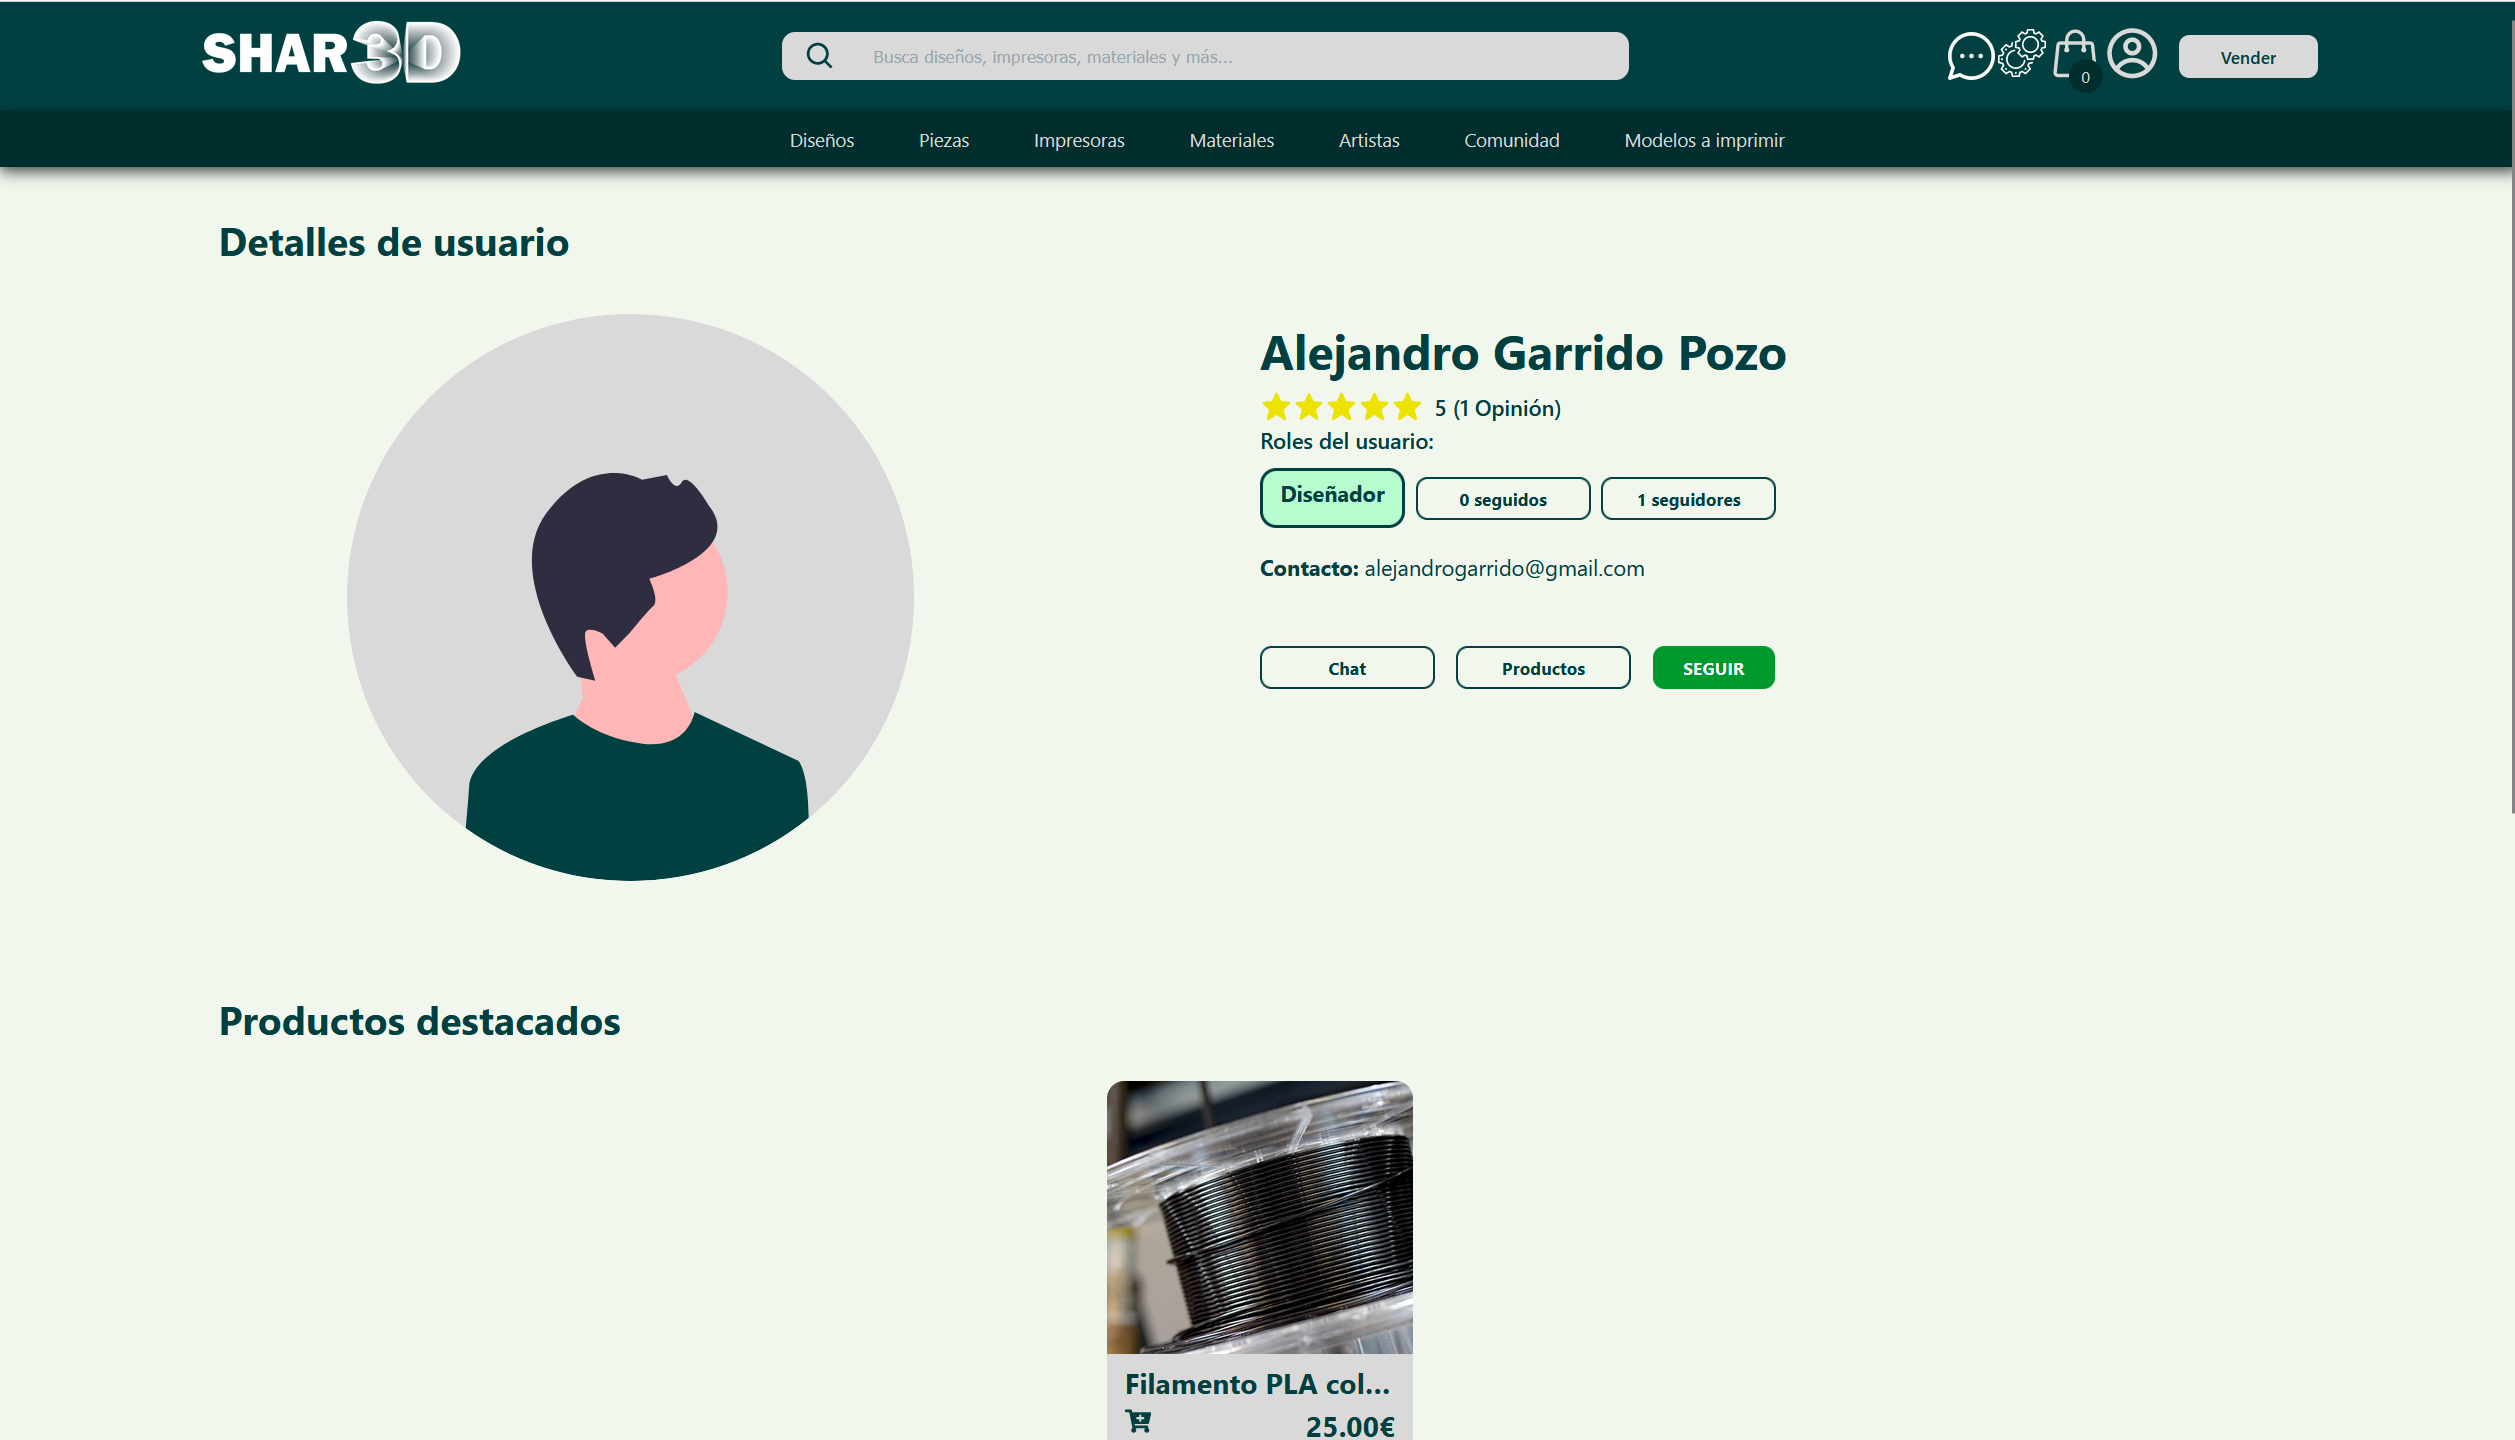 SHAR3D
Busca diseños, impresoras, materiales y más...
0
Vender
Diseños Piezas Impresoras Materiales Artistas Comunidad Modelos a imprimir
Detalles de usuario
Alejandro Garrido Pozo
5 (1 Opinión)
Roles del usuario:
Diseñador 0 seguidos 1 seguidores
Contacto: alejandrogarrido@gmail.com
Chat Productos SEGUIR
Productos destacados
Filamento PLA col...
25.00€